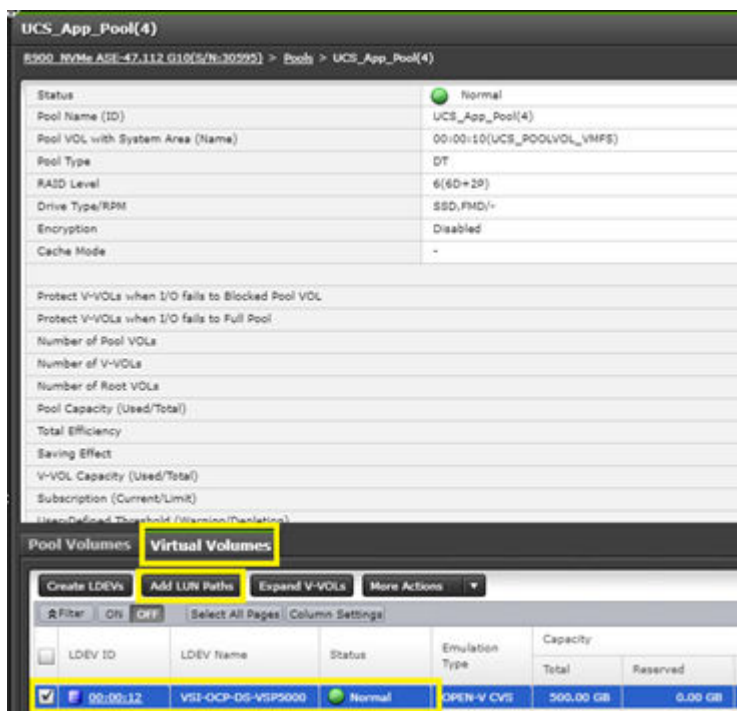 UCS_App_Pool(4)
R900_NVMe ASE-47.112 G10(S/N:30595) > Pools > UCS_App_Pool(4)
Status Normal
Pool Name (ID) UCS_App_Pool(4)
Pool VOL with System Area (Name) 00:00:10(UCS_POOLVOL_VMFS)
Pool Type DT
RAID Level 6(6D+2P)
Drive Type/RPM SSD,FMD/-
Encryption Disabled
Cache Mode -
Protect V-VOLs when I/O fails to Blocked Pool VOL
Protect V-VOLs when I/O fails to Full Pool
Number of Pool VOLs
Number of V-VOLs
Number of Root VOLs
Pool Capacity (Used/Total)
Total Efficiency
Saving Effect
V-VOL Capacity (Used/Total)
Subscription (Current/Limit)
User-Defined Threshold (Warning/Depletion)
Pool Volumes Virtual Volumes
Create LDEVs Add LUN Paths Expand V-VOLs More Actions
Filter ON OFF Select All Pages Column Settings
LDEV ID LDEV Name Status Emulation Type Capacity
Total Reserved
00:00:12 VSI-OCP-DS-VSP5000 Normal OPEN-V CVS 500.00 GB 0.00 GB